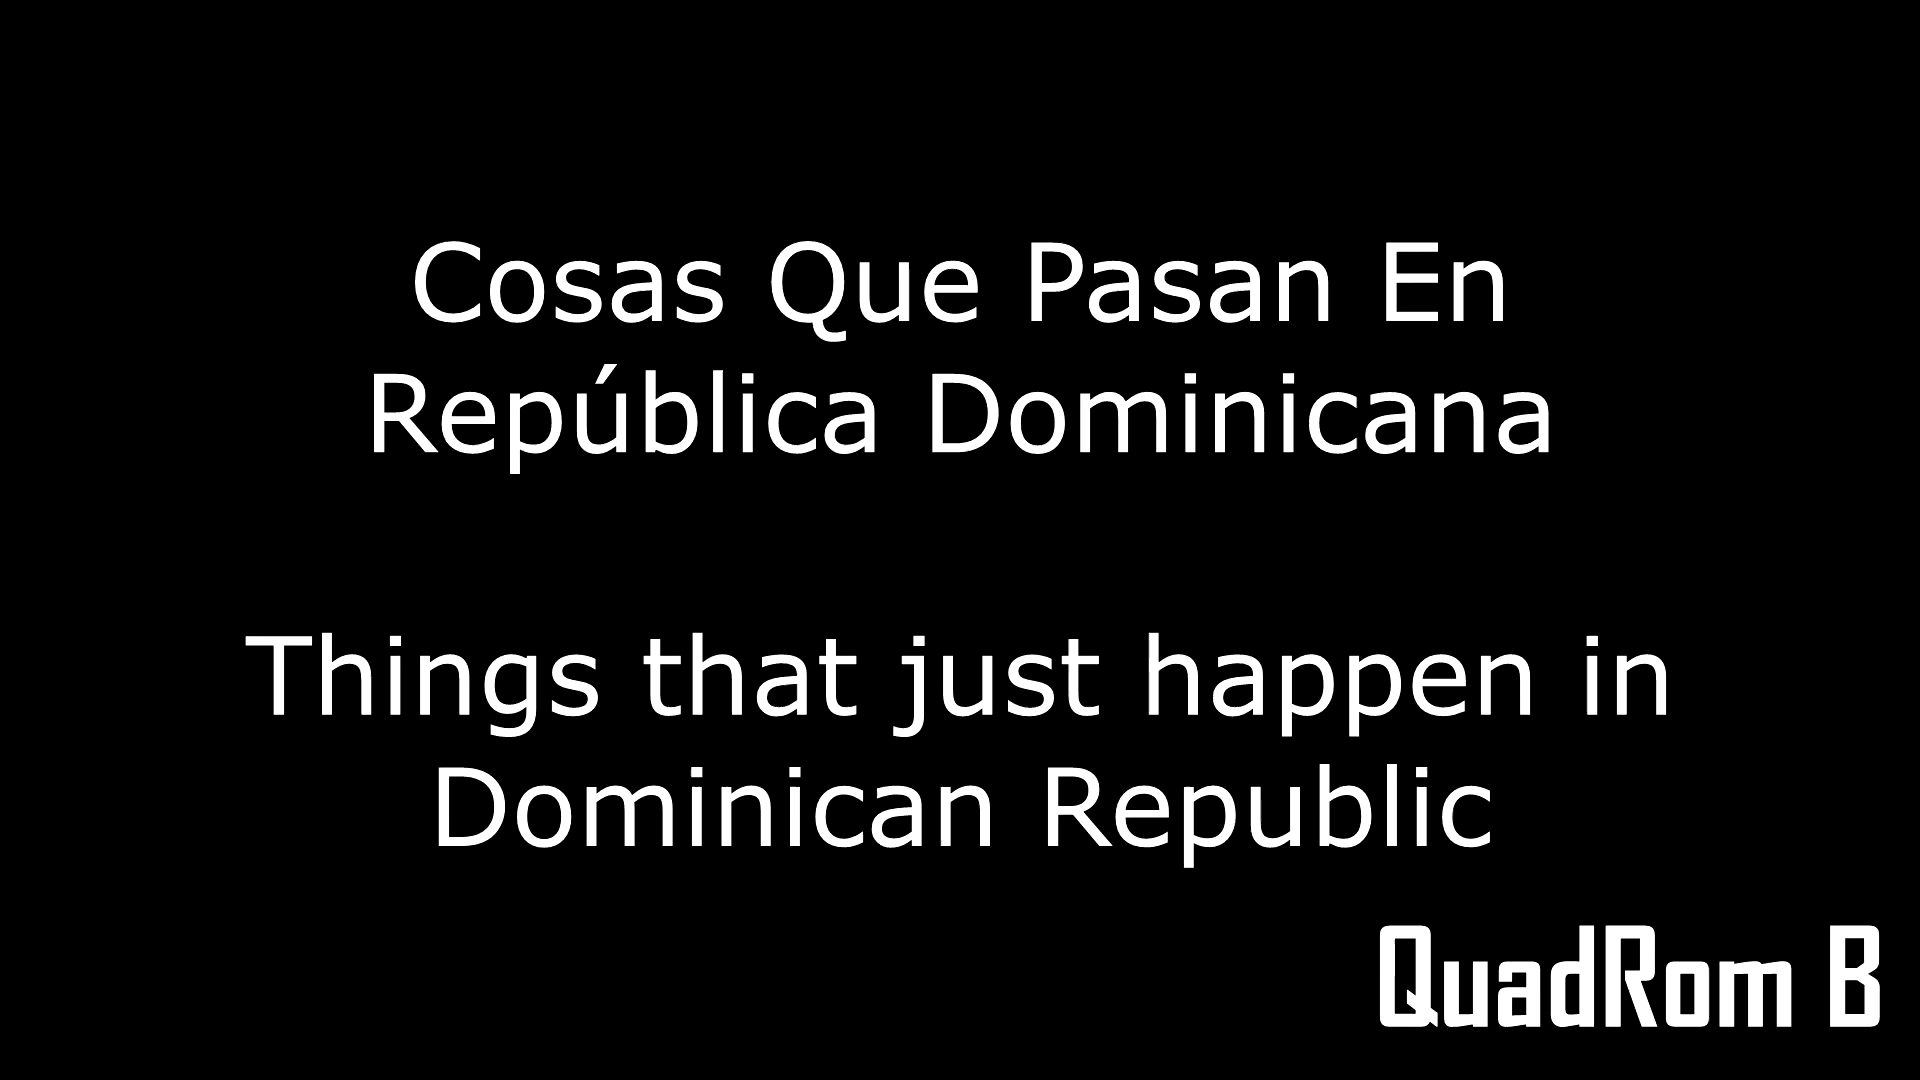 Cosas Que Pasan En
República Dominicana
Things that just happen in
Dominican Republic
QuadRom B